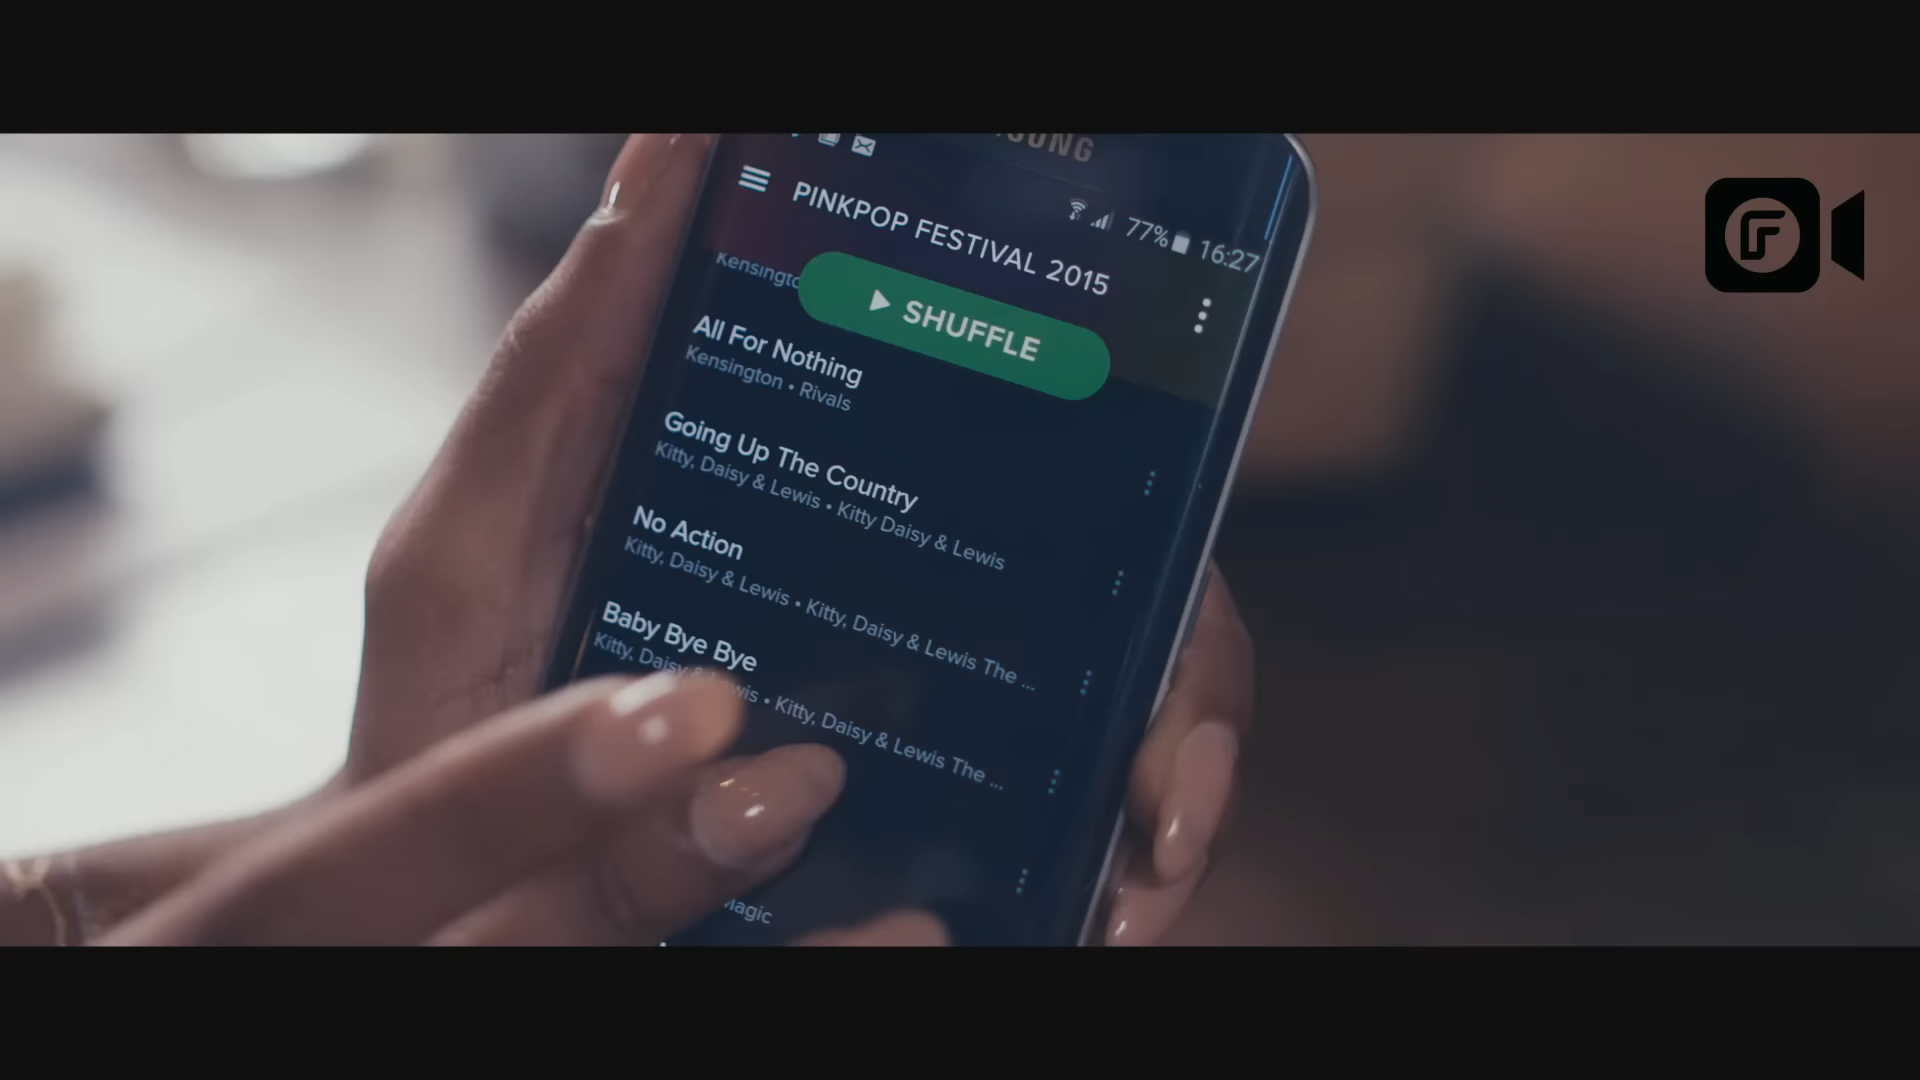 SUNG
77% 16:27
PINKPOP FESTIVAL 2015
Kensingto
SHUFFLE
All For Nothing
Kensington • Rivals
Going Up The Country
Kitty, Daisy & Lewis • Kitty Daisy & Lewis
No Action
Kitty, Daisy & Lewis • Kitty, Daisy & Lewis The ...
Baby Bye Bye
Kitty, Daisy & Lewis • Kitty, Daisy & Lewis The ...
Magic